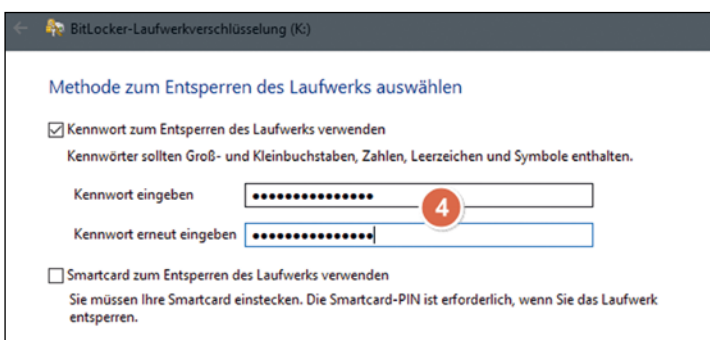 BitLocker-Laufwerkverschlüsselung (K:)
Methode zum Entsperren des Laufwerks auswählen
Kennwort zum Entsperren des Laufwerks verwenden
Kennwörter sollten Groß- und Kleinbuchstaben, Zahlen, Leerzeichen und Symbole enthalten.
Kennwort eingeben ●●●●●●●●●●●●●●●
4
Kennwort erneut eingeben ●●●●●●●●●●●●●●●
Smartcard zum Entsperren des Laufwerks verwenden
Sie müssen Ihre Smartcard einstecken. Die Smartcard-PIN ist erforderlich, wenn Sie das Laufwerk
entsperren.